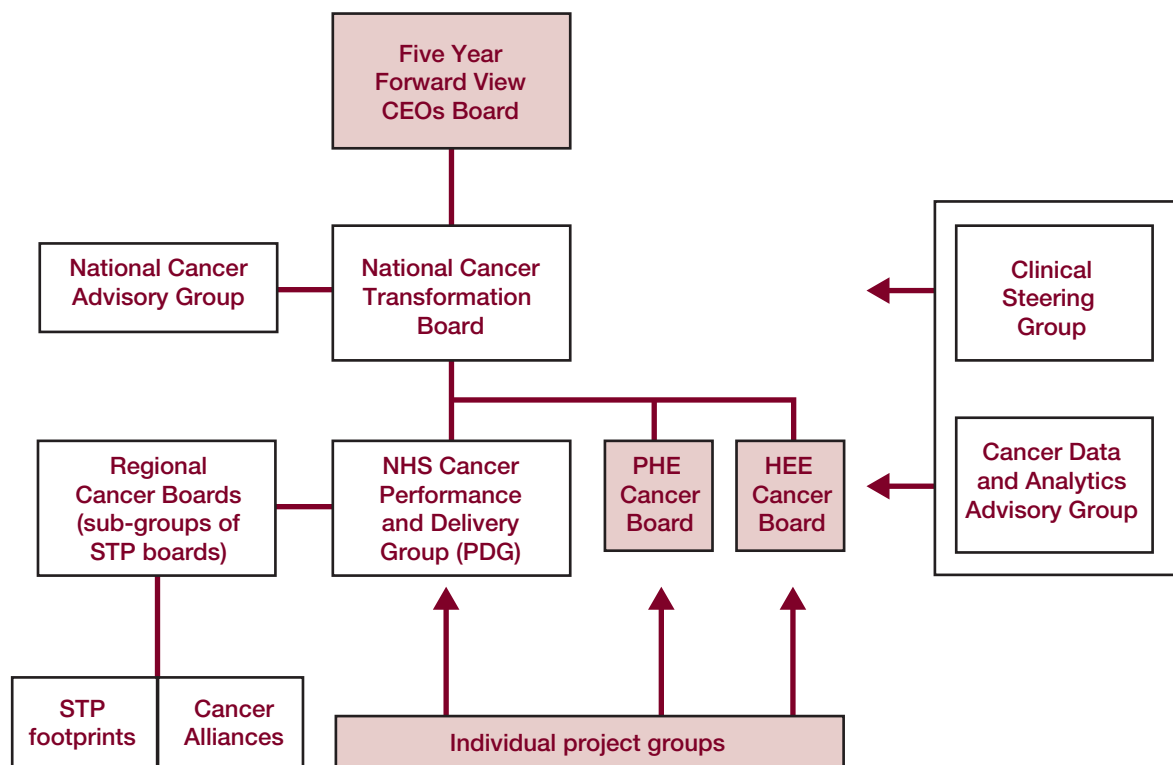 Five Year
Forward View
CEOs Board
National Cancer
Advisory Group
National Cancer
Transformation
Board
Clinical
Steering
Group
Regional
Cancer Boards
(sub-groups of
STP boards)
NHS Cancer
Performance
and Delivery
Group (PDG)
PHE
Cancer
Board
HEE
Cancer
Board
Cancer Data
and Analytics
Advisory Group
STP
footprints
Cancer
Alliances
Individual project groups